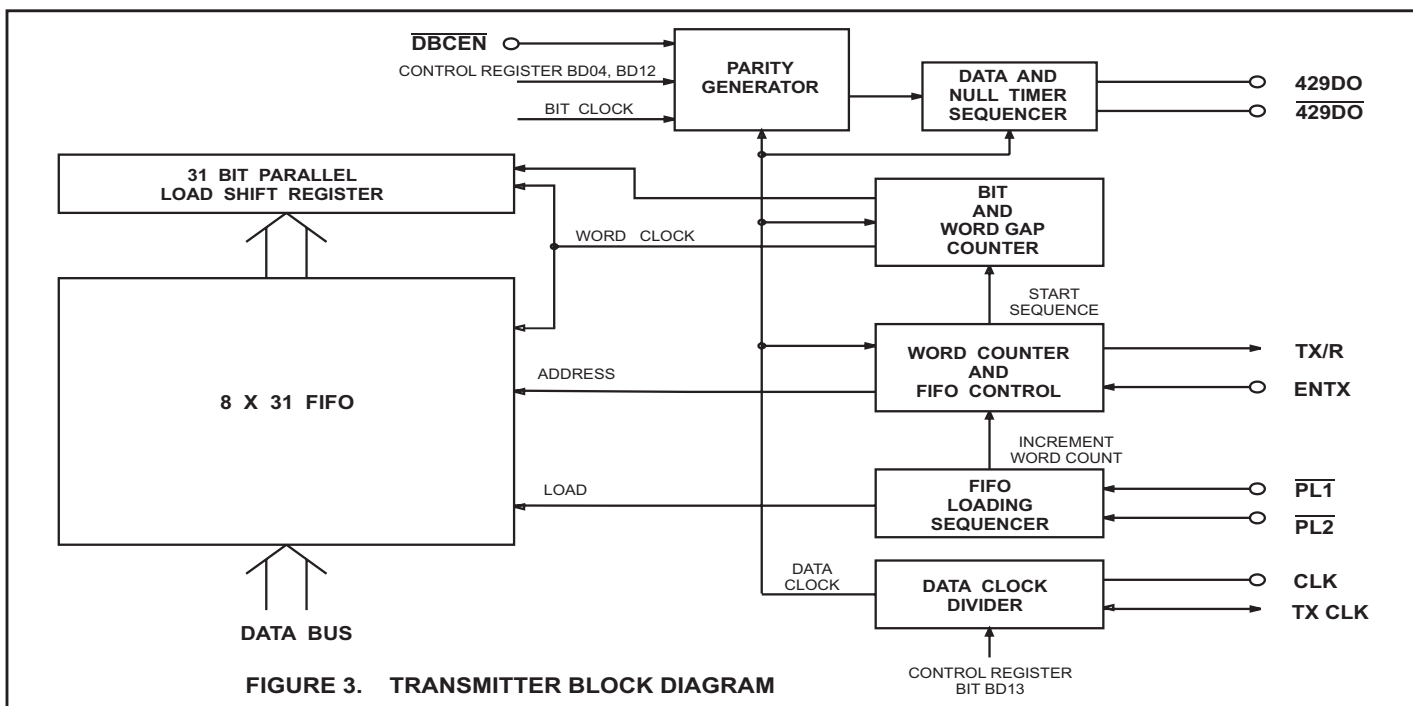 DBCEN
CONTROL REGISTER BD04, BD12
BIT CLOCK
PARITY
GENERATOR
DATA AND
NULL TIMER
SEQUENCER
429DO
429DO
31 BIT PARALLEL
LOAD SHIFT REGISTER
BIT
AND
WORD GAP
COUNTER
WORD CLOCK
START
SEQUENCE
8 X 31 FIFO
ADDRESS
WORD COUNTER
AND
FIFO CONTROL
TX/R
ENTX
INCREMENT
WORD COUNT
LOAD
FIFO
LOADING
SEQUENCER
PL1
PL2
DATA
CLOCK
DATA CLOCK
DIVIDER
CLK
TX CLK
DATA BUS
CONTROL REGISTER
BIT BD13
FIGURE 3. TRANSMITTER BLOCK DIAGRAM